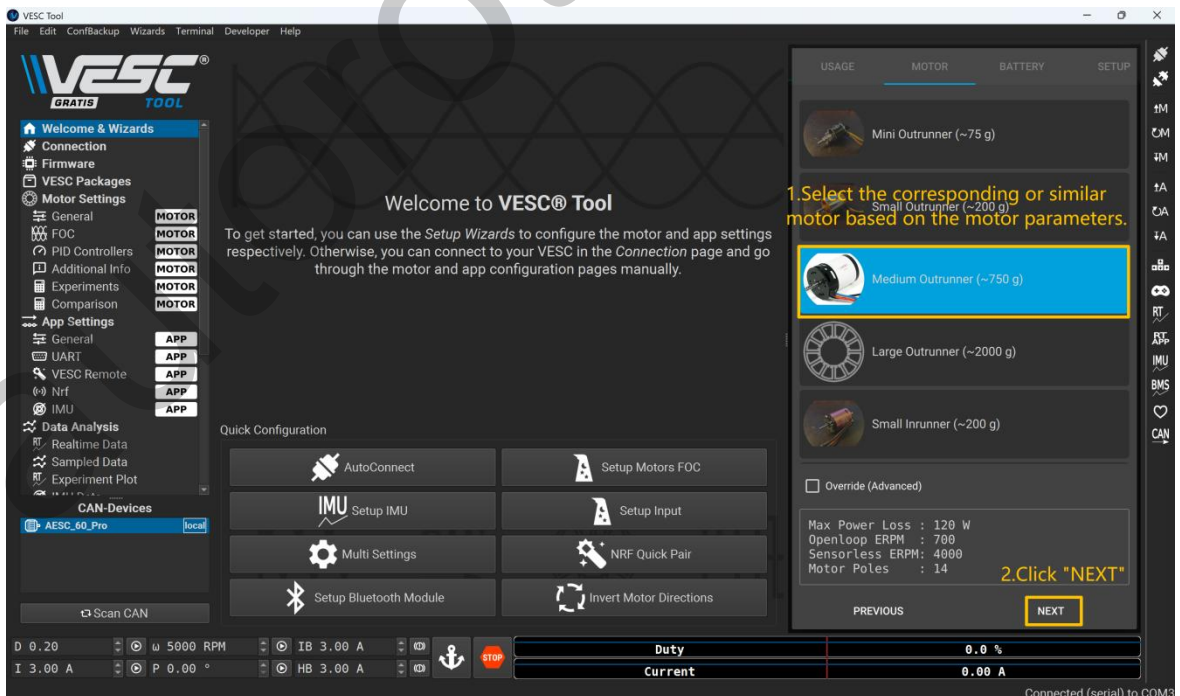 VESC Tool
File Edit ConfBackup Wizards Terminal Developer Help
VESC®
GRATIS TOOL
Welcome & Wizards
Connection
Firmware
VESC Packages
Motor Settings
General MOTOR
FOC MOTOR
PID Controllers MOTOR
Additional Info MOTOR
Experiments MOTOR
Comparison MOTOR
App Settings
General APP
UART APP
VESC Remote APP
Nrf APP
IMU APP
Data Analysis
RT Realtime Data
Sampled Data
RT Experiment Plot
CAN-Devices
AESC_60_Pro local
Scan CAN
Welcome to VESC® Tool
To get started, you can use the Setup Wizards to configure the motor and app settings
respectively. Otherwise, you can connect to your VESC in the Connection page and go
through the motor and app configuration pages manually.
Quick Configuration
AutoConnect
Setup Motors FOC
IMU Setup IMU
Setup Input
Multi Settings
NRF Quick Pair
Setup Bluetooth Module
Invert Motor Directions
USAGE MOTOR BATTERY SETUP
Mini Outrunner (~75 g)
1.Select the corresponding or similar
motor based on the motor parameters.
Small Outrunner (~200 g)
Medium Outrunner (~750 g)
Large Outrunner (~2000 g)
Small Inrunner (~200 g)
Override (Advanced)
Max Power Loss : 120 W
Openloop ERPM : 700
Sensorless ERPM: 4000
Motor Poles : 14
2.Click "NEXT"
PREVIOUS NEXT
M
M
M
A
A
A
RT
RT APP
IMU
BMS
CAN
D 0.20 ω 5000 RPM IB 3.00 A
I 3.00 A P 0.00 ° HB 3.00 A
STOP
Duty 0.0 %
Current 0.00 A
Connected (serial) to COM3